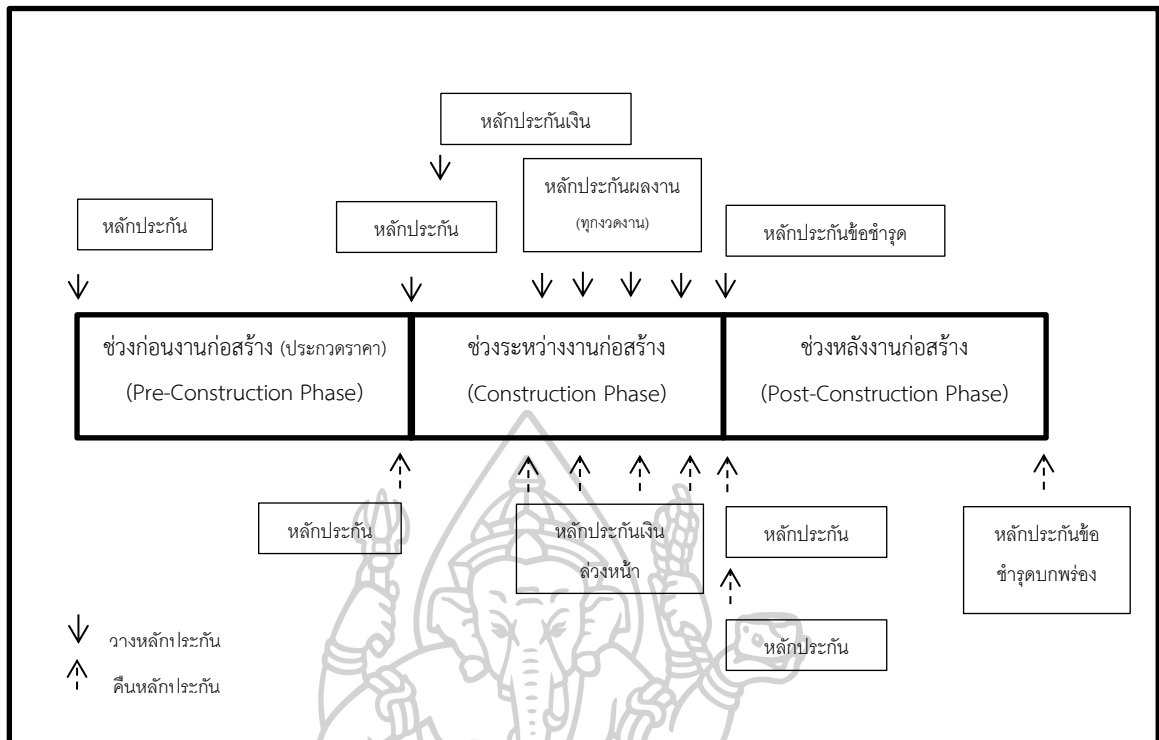 หลักประกันเงิน
หลักประกันผลงาน
(ทุกงวดงาน)
หลักประกัน
หลักประกัน
หลักประกันข้อชำรุด
ช่วงก่อนงานก่อสร้าง (ประกวดราคา)
(Pre-Construction Phase)
ช่วงระหว่างงานก่อสร้าง
(Construction Phase)
ช่วงหลังงานก่อสร้าง
(Post-Construction Phase)
หลักประกัน
หลักประกันเงิน
ล่วงหน้า
หลักประกัน
หลักประกันข้อ
ชำรุดบกพร่อง
หลักประกัน
วางหลักประกัน
คืนหลักประกัน